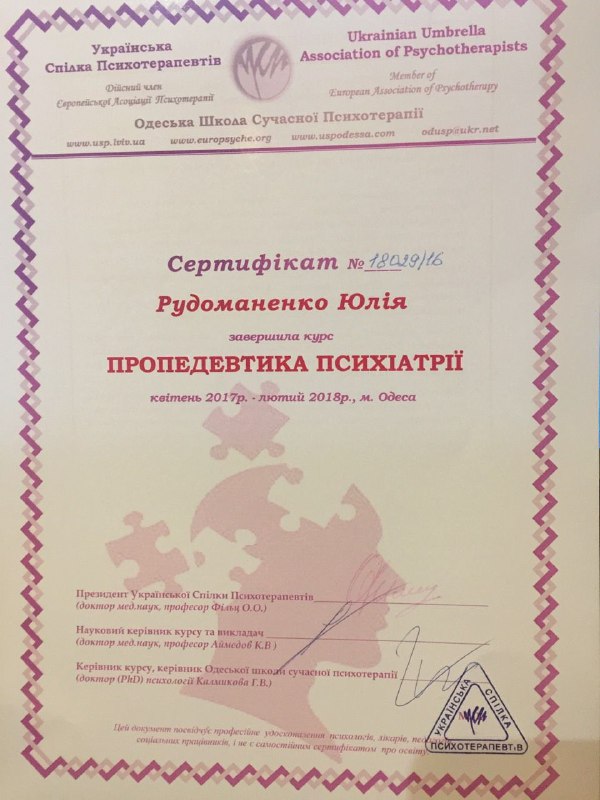 Українська
Спілка Психотерапевтів
Дійсний член
Європейської Асоціації Психотерапії
Ukrainian Umbrella
Association of Psychotherapists
Member of
European Association of Psychotherapy
Одеська Школа Сучасної Психотерапії
www.usp.lviv.ua www.europsyche.org www.uspodessa.com odusp@ukr.net
Сертифікат № 18029/16
Рудоманенко Юлія
завершила курс
ПРОПЕДЕВТИКА ПСИХІАТРІЇ
квітень 2017р. - лютий 2018р., м. Одеса
Президент Української Спілки Психотерапевтів
(доктор мед.наук, професор Фільц О.О.)
Науковий керівник курсу та викладач
(доктор мед.наук, професор Аймедов К.В )
Керівник курсу, керівник Одеської школи сучасної психотерапії
(доктор (PhD) психології Калмикова Г.В.)
УКРАЇНСЬКА СПІЛКА ПСИХОТЕРАПЕВТІВ
Цей документ посвідчує професійне удосконалення психологів, лікарів,
соціальних працівників, і не є самостійним сертифікатом про освіту.